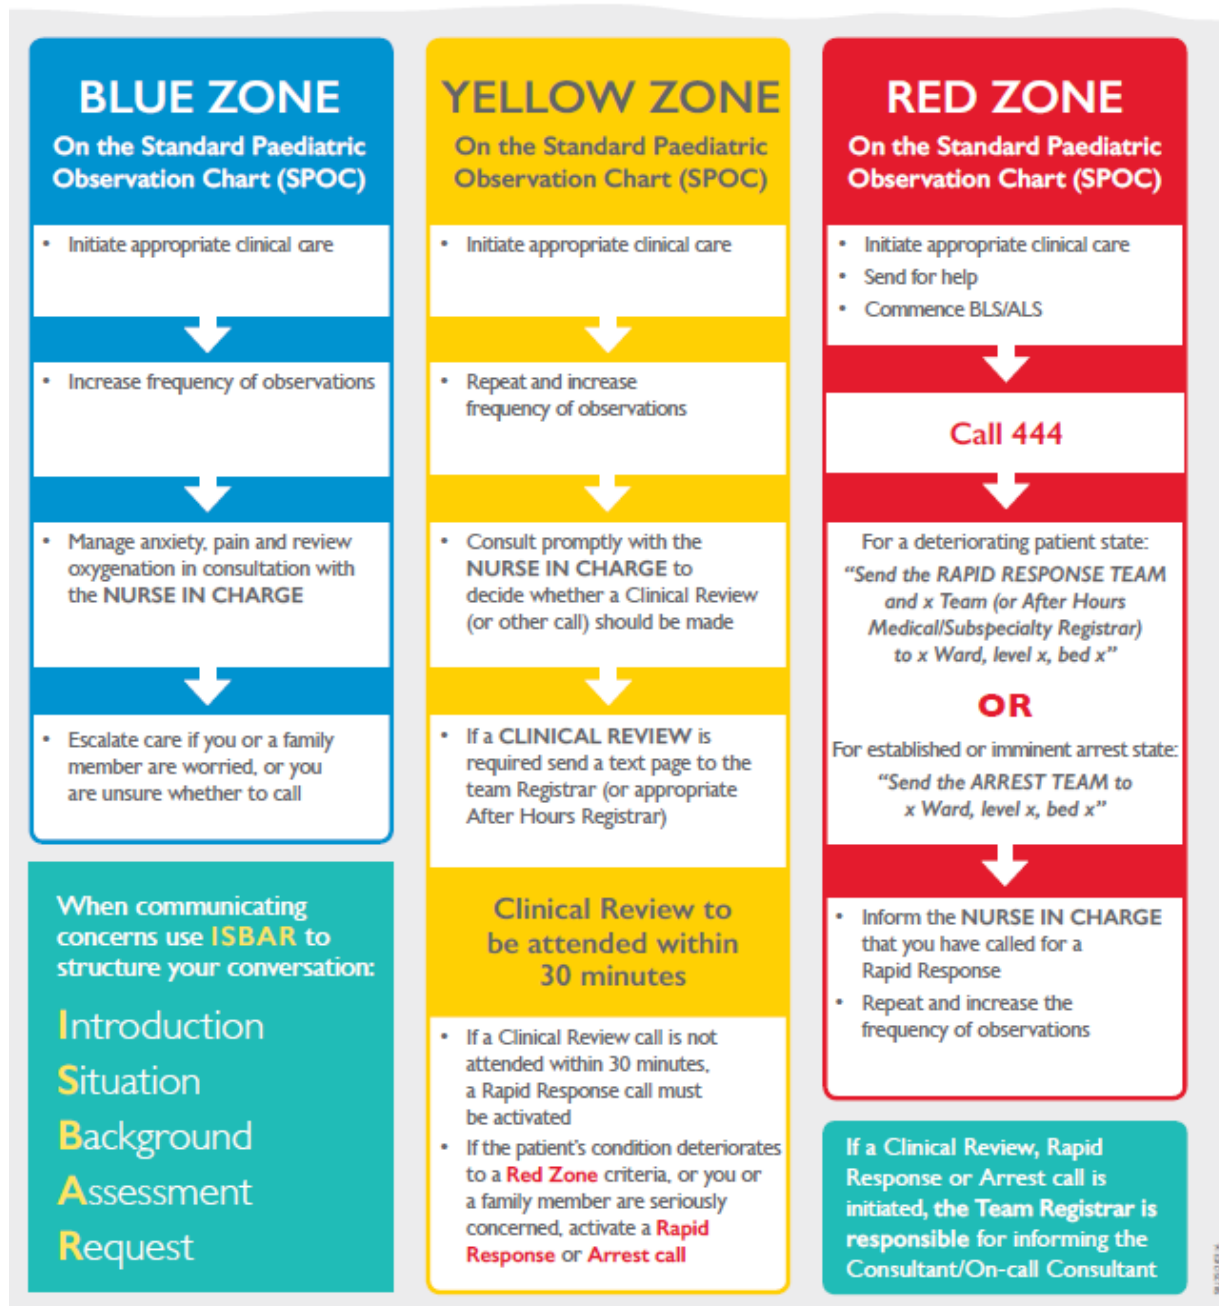 BLUE ZONE
On the Standard Paediatric
Observation Chart (SPOC)
• Initiate appropriate clinical care
• Increase frequency of observations
• Manage anxiety, pain and review
oxygenation in consultation with
the NURSE IN CHARGE
• Escalate care if you or a family
member are worried, or you
are unsure whether to call
When communicating
concerns use ISBAR to
structure your conversation:
Introduction
Situation
Background
Assessment
Request
YELLOW ZONE
On the Standard Paediatric
Observation Chart (SPOC)
• Initiate appropriate clinical care
• Repeat and increase
frequency of observations
• Consult promptly with the
NURSE IN CHARGE to
decide whether a Clinical Review
(or other call) should be made
• If a CLINICAL REVIEW is
required send a text page to the
team Registrar (or appropriate
After Hours Registrar)
Clinical Review to
be attended within
30 minutes
• If a Clinical Review call is not
attended within 30 minutes,
a Rapid Response call must
be activated
• If the patient's condition deteriorates
to a Red Zone criteria, or you or
a family member are seriously
concerned, activate a Rapid
Response or Arrest call
RED ZONE
On the Standard Paediatric
Observation Chart (SPOC)
• Initiate appropriate clinical care
• Send for help
• Commence BLS/ALS
Call 444
For a deteriorating patient state:
“Send the RAPID RESPONSE TEAM
and x Team (or After Hours
Medical/Subspecialty Registrar)
to x Ward, level x, bed x”
OR
For established or imminent arrest state:
“Send the ARREST TEAM to
x Ward, level x, bed x”
• Inform the NURSE IN CHARGE
that you have called for a
Rapid Response
• Repeat and increase the
frequency of observations
If a Clinical Review, Rapid
Response or Arrest call is
initiated, the Team Registrar is
responsible for informing the
Consultant/On-call Consultant